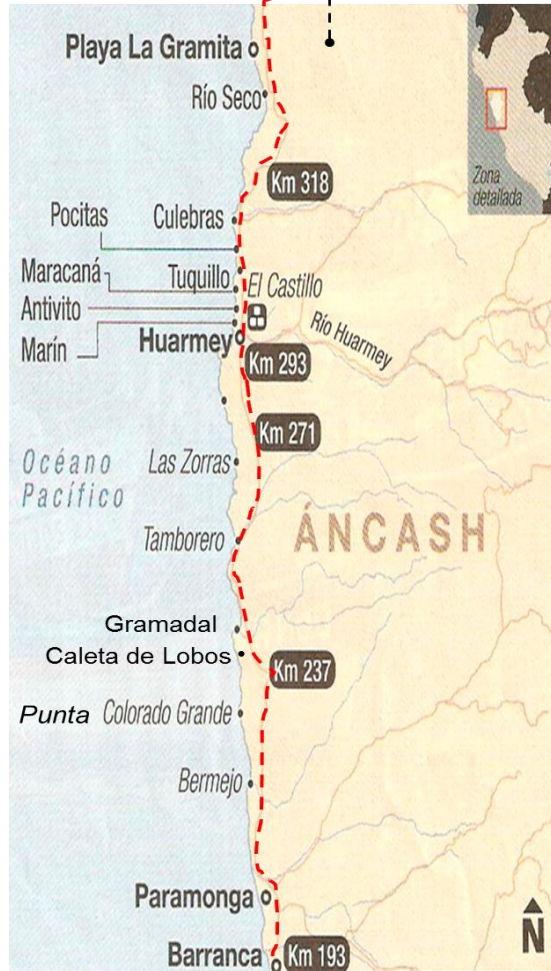 Playa La Gramita
Río Seco
Zona
detallada
Km 318
Pocitas
Culebras
Maracaná
Tuquillo
El Castillo
Antivito
Marín
Huarmey
Río Huarmey
Km 293
Km 271
Océano
Pacífico
Las Zorras
ÁNCASH
Tamborero
Gramadal
Caleta de Lobos
Km 237
Punta Colorado Grande
Bermejo
Paramonga
N
Barranca
Km 193